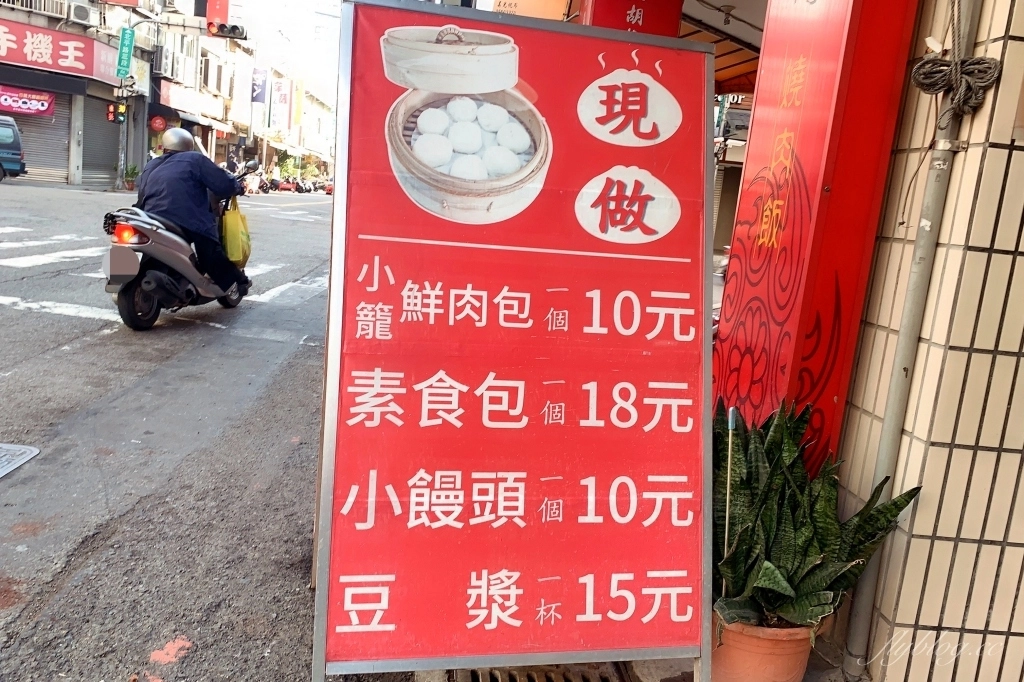 手機王
胡
現
做
小籠鮮肉包 一個 10元
素食包 一個 18元
小饅頭 一個 10元
豆漿 一杯 15元
燒肉飯
jlyblog.cc